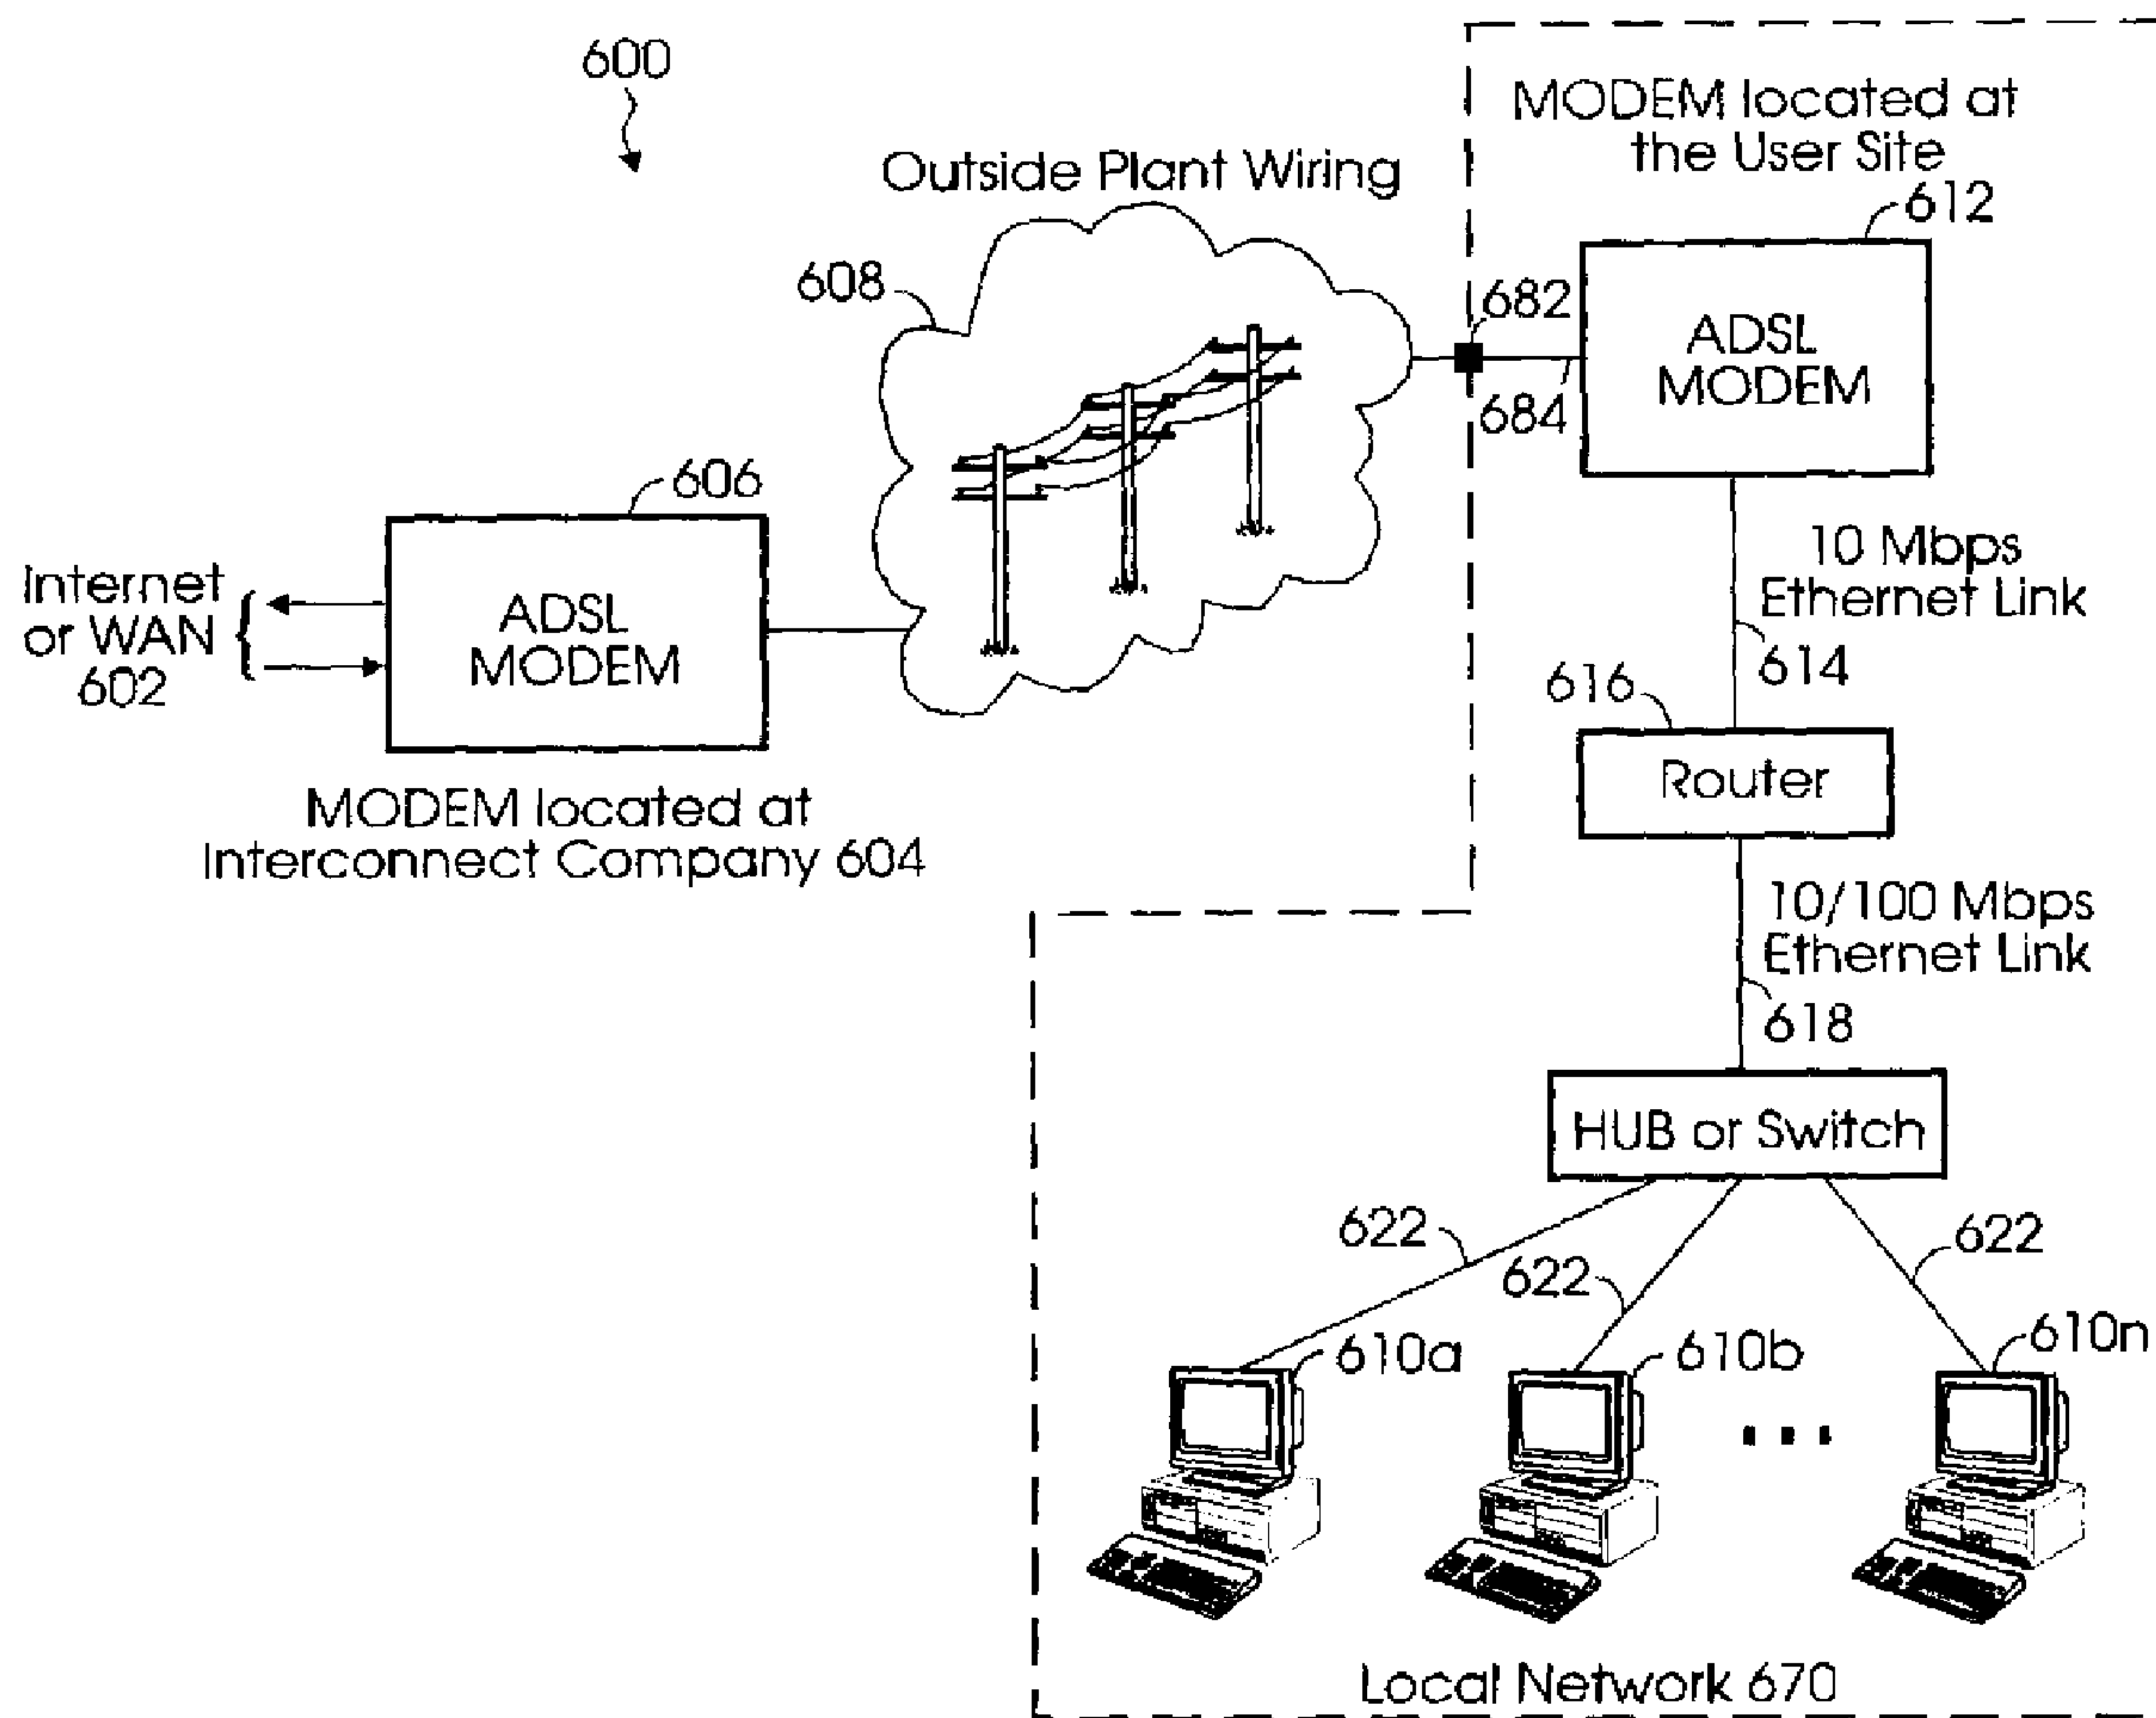 600
Outside Plant Wiring
608
MODEM located at
the User Site
612
682
684
ADSL
MODEM
606
Internet
or WAN
602
ADSL
MODEM
MODEM located at
Interconnect Company 604
10 Mbps
Ethernet Link
614
616
Router
10/100 Mbps
Ethernet Link
618
HUB or Switch
622
622
622
610a
610b
610n
Local Network 670